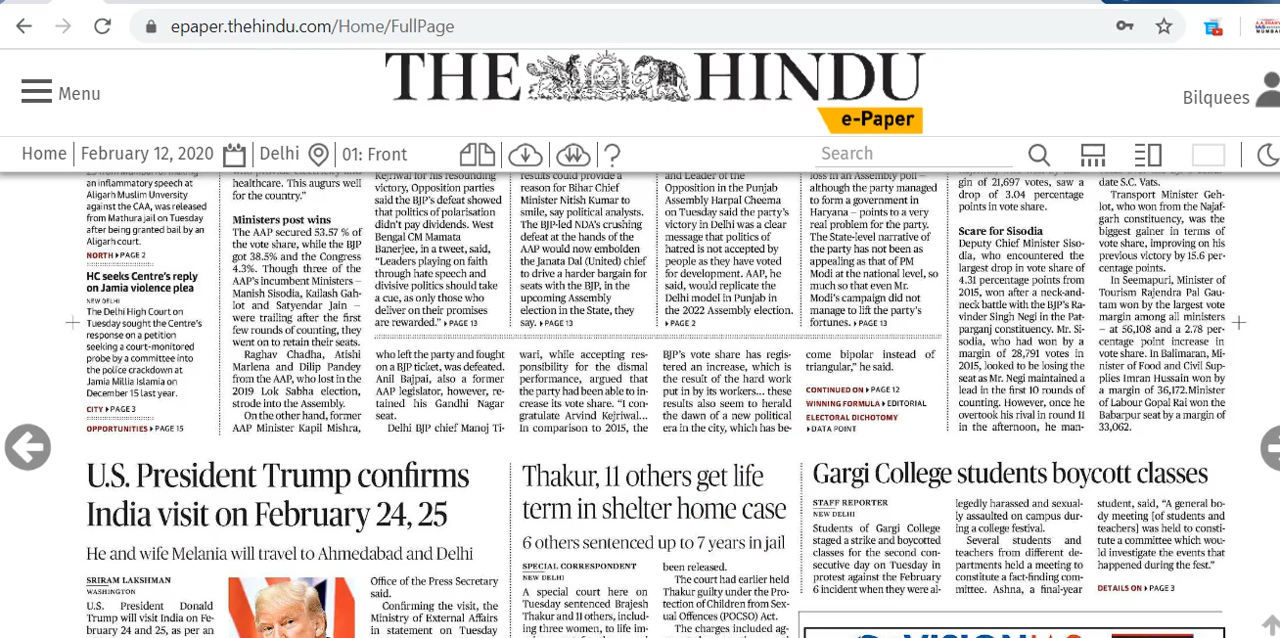 epaper.thehindu.com/Home/FullPage
Menu
THE HINDU
e-Paper
Bilquees
Home
February 12, 2020
Delhi
01: Front
?
Search
an inflammatory speech at
Aligarh Muslim Unversity
against the CAA, was released
from Mathura jail on Tuesday
after being granted bail by an
Aligarh court.
NORTH PAGE 2
HC seeks Centre's reply
on Jamia violence plea
NEW DELHI
The Delhi High Court on
Tuesday sought the Centre's
response on a petition
seeking a court-monitored
probe by a committee into
the police crackdown at
Jamia Millia Islamia on
December 15 last year.
CITY PAGE 3
OPPORTUNITIES PAGE 15
healthcare. This augurs well
for the country."
Ministers post wins
The AAP secured 53.57 % of
the vote share, while the BJP
got 38.5% and the Congress
4.3%. Though three of the
AAP's incumbent Ministers –
Manish Sisodia, Kailash Gah-
lot and Satyendar Jain –
were trailing after the first
few rounds of counting, they
went on to retain their seats.
Raghav Chadha, Atishi
Marlena and Dilip Pandey
from the AAP, who lost in the
2019 Lok Sabha election,
strode into the Assembly.
On the other hand, former
AAP Minister Kapil Mishra,
Kejriwal for his resounding
victory, Opposition parties
said the BJP's defeat showed
that politics of polarisation
didn't pay dividends. West
Bengal CM Mamata
Banerjee, in a tweet, said,
"Leaders playing on faith
through hate speech and
divisive politics should take
a cue, as only those who
deliver on their promises
are rewarded." PAGE 13
results could provide a
reason for Bihar Chief
Minister Nitish Kumar to
smile, say political analysts.
The BJP-led NDA's crushing
defeat at the hands of the
AAP would now embolden
the Janata Dal (United) chief
to drive a harder bargain for
seats with the BJP, in the
upcoming Assembly
election in the State, they
say. PAGE 13
and Leader of the
Opposition in the Punjab
Assembly Harpal Cheema
on Tuesday said the party's
victory in Delhi was a clear
message that politics of
hatred is not accepted by
people as they have voted
for development. AAP, he
said, would replicate the
Delhi model in Punjab in
the 2022 Assembly election.
PAGE 2
loss in an Assembly poll –
although the party managed
to form a government in
Haryana – points to a very
real problem for the party.
The State-level narrative of
the party has not been as
appealing as that of PM
Modi at the national level, so
much so that even Mr.
Modi's campaign did not
manage to lift the party's
fortunes. PAGE 13
who left the party and fought
on a BJP ticket, was defeated.
Anil Bajpai, also a former
AAP legislator, however, re-
tained his Gandhi Nagar
seat.
Delhi BJP chief Manoj Ti-
wari, while accepting res-
ponsibility for the dismal
performance, argued that
the party had been able to in-
crease its vote share. "I con-
gratulate Arvind Kejriwal...
In comparison to 2015, the
BJP's vote share has regis-
tered an increase, which is
the result of the hard work
put in by its workers... these
results also seem to herald
the dawn of a new political
era in the city, which has be-
come bipolar instead of
triangular," he said.
CONTINUED ON PAGE 12
WINNING FORMULA EDITORIAL
ELECTORAL DICHOTOMY
DATA POINT
gin of 21,697 votes, saw a
drop of 3.04 percentage
points in vote share.
Scare for Sisodia
Deputy Chief Minister Siso-
dia, who encountered the
largest drop in vote share of
4.31 percentage points from
2015, won after a neck-and-
neck battle with the BJP's Ra-
vinder Singh Negi in the Pat-
parganj constituency. Mr. Si-
sodia, who had won by a
margin of 28,791 votes in
2015, looked to be losing the
seat as Mr. Negi maintained a
lead in the first 10 rounds of
counting. However, once he
overtook his rival in round 11
in the afternoon, he man-
date S.C. Vats.
Transport Minister Geh-
lot, who won from the Najaf-
garh constituency, was the
biggest gainer in terms of
vote share, improving on his
previous victory by 15.6 per-
centage points.
In Seemapuri, Minister of
Tourism Rajendra Pal Gau-
tam won by the largest vote
margin among all ministers
– at 56,108 and a 2.78 per-
centage point increase in
vote share. In Balimaran, Mi-
nister of Food and Civil Sup-
plies Imran Hussain won by
a margin of 36,172.Minister
of Labour Gopal Rai won the
Babarpur seat by a margin of
33,062.
U.S. President Trump confirms
India visit on February 24, 25
He and wife Melania will travel to Ahmedabad and Delhi
SRIRAM LAKSHMAN
WASHINGTON
U.S. President Donald
Trump will visit India on Fe-
bruary 24 and 25, as per an
Office of the Press Secretary
said.
Confirming the visit, the
Ministry of External Affairs
in statement on Tuesday
Thakur, 11 others get life
term in shelter home case
6 others sentenced up to 7 years in jail
SPECIAL CORRESPONDENT
NEW DELHI
A special court here on
Tuesday sentenced Brajesh
Thakur and 11 others, includ-
ing three women, to life im-
been released.
The court had earlier held
Thakur guilty under the Pro-
tection of Children from Sex-
ual Offences (POCSO) Act.
The charges included ag-
Gargi College students boycott classes
STAFF REPORTER
NEW DELHI
Students of Gargi College
staged a strike and boycotted
classes for the second con-
secutive day on Tuesday in
protest against the February
6 incident when they were al-
legedly harassed and sexual-
ly assaulted on campus dur-
ing a college festival.
Several students and
teachers from different de-
partments held a meeting to
constitute a fact-finding com-
mittee. Ashna, a final-year
student, said, "A general bo-
dy meeting [of students and
teachers] was held to consti-
tute a committee which wou-
ld investigate the events that
happened during the fest."
DETAILS ON PAGE 3
VISION IAS